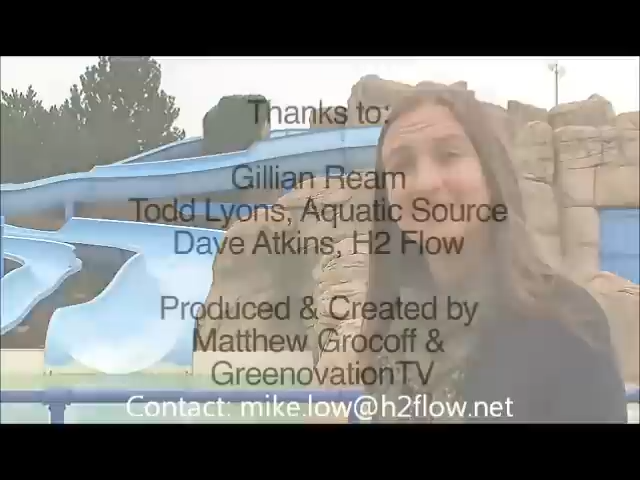 Thanks to:
Gillian Ream
Todd Lyons, Aquatic Source
Dave Atkins, H2 Flow
Produced & Created by
Matthew Grocoff &
GreenovationTV
Contact: mike.low@h2flow.net